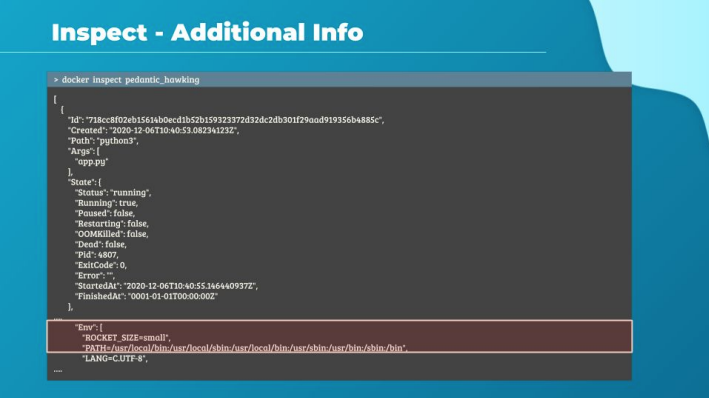 Inspect - Additional Info
> docker inspect pedantic_hawking
[
{
"Id": "718cc8f02eb15614b0ecd1b52b159323372d32dc2db301f29aad919356b4885c",
"Created": "2020-12-06T10:40:53.08234123Z",
"Path": "python3",
"Args": [
"app.py"
],
"State": {
"Status": "running",
"Running": true,
"Paused": false,
"Restarting": false,
"OOMKilled": false,
"Dead": false,
"Pid": 4807,
"ExitCode": 0,
"Error": "",
"StartedAt": "2020-12-06T10:40:55.146440937Z",
"FinishedAt": "0001-01-01T00:00:00Z"
},
....
"Env": [
"ROCKET_SIZE=small",
"PATH=/usr/local/bin:/usr/local/sbin:/usr/local/bin:/usr/sbin:/usr/bin:/sbin:/bin",
"LANG=C.UTF-8",
....